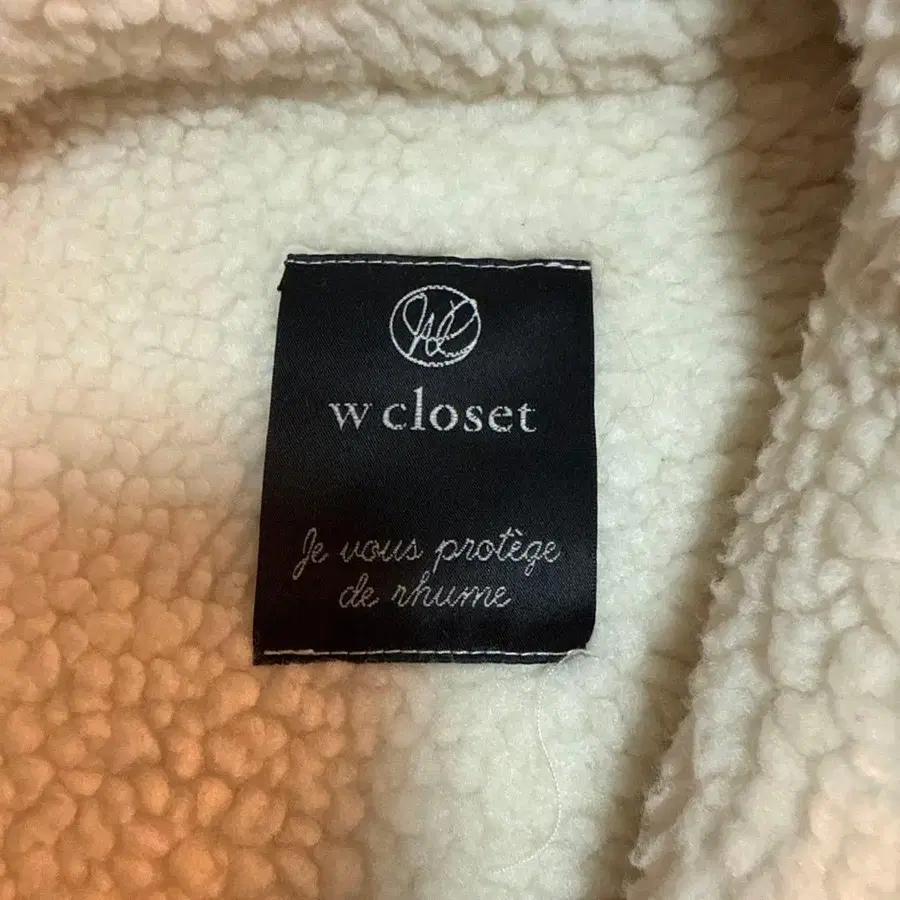 w closet
Je vous protège
de rhume